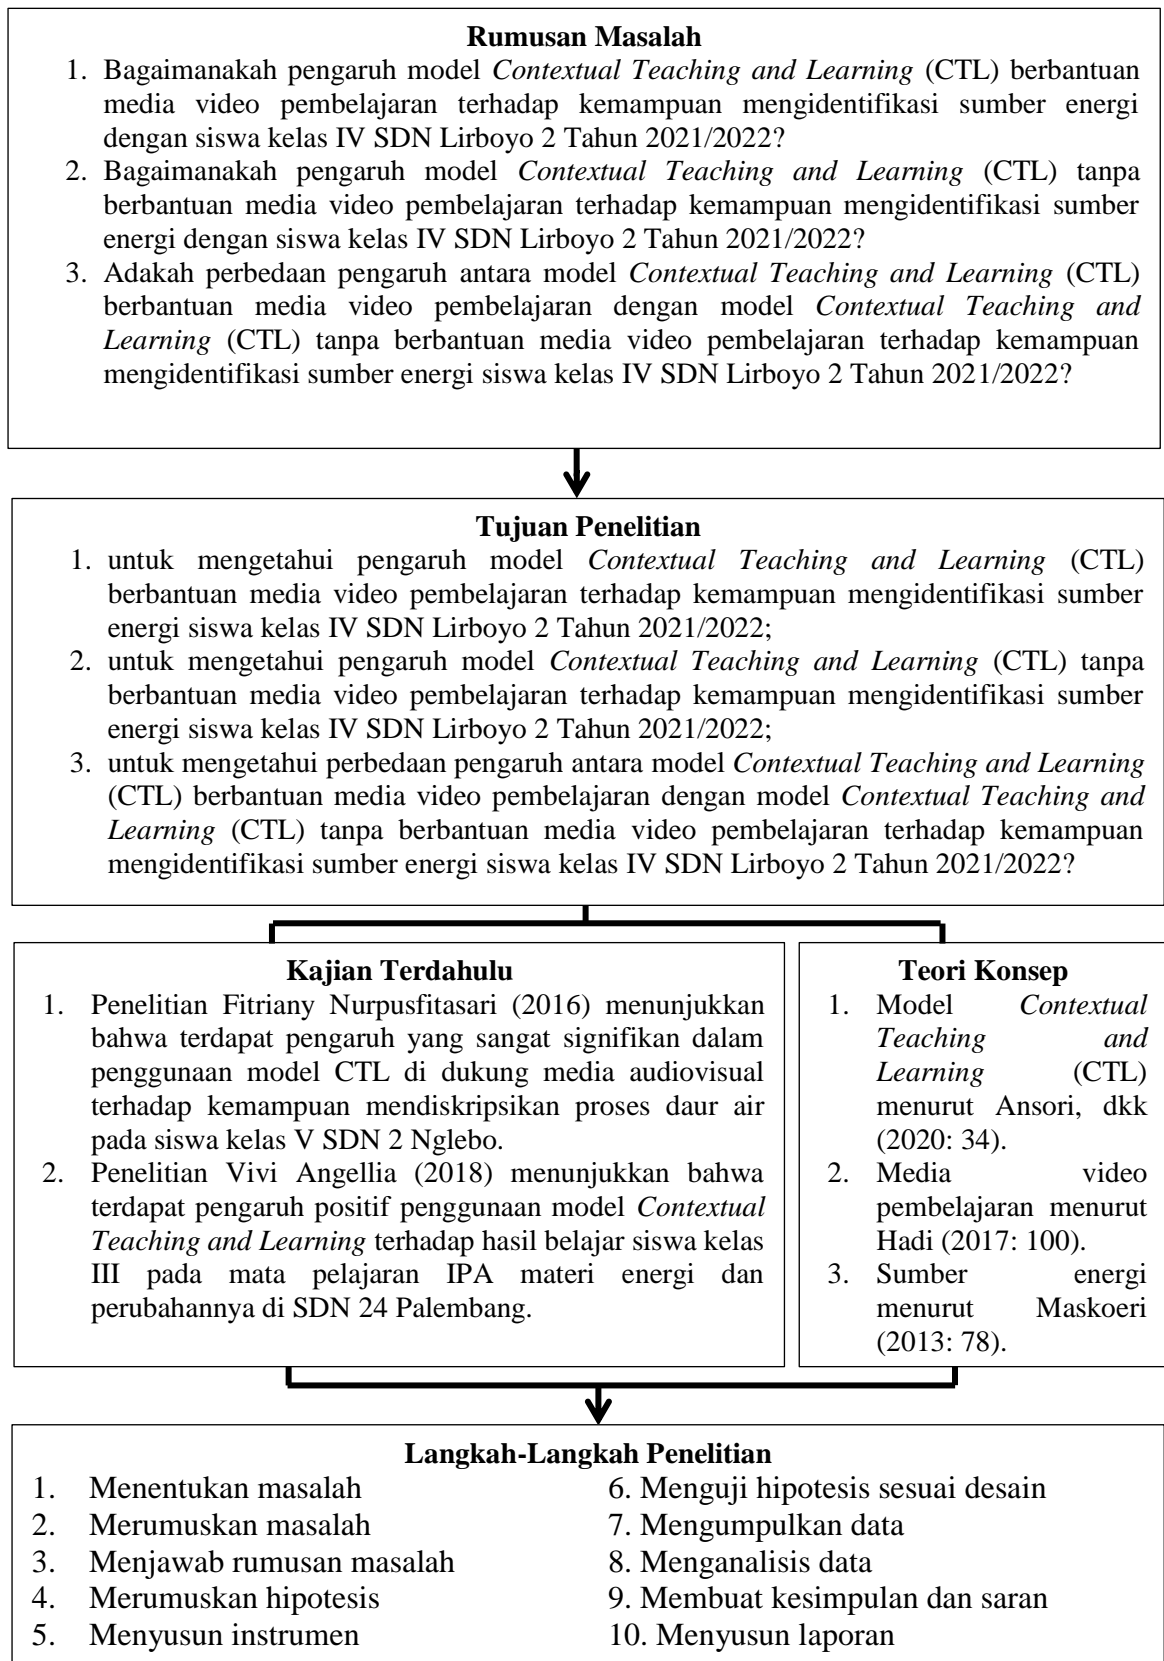 Rumusan Masalah
1. Bagaimanakah pengaruh model Contextual Teaching and Learning (CTL) berbantuan
media video pembelajaran terhadap kemampuan mengidentifikasi sumber energi
dengan siswa kelas IV SDN Lirboyo 2 Tahun 2021/2022?
2. Bagaimanakah pengaruh model Contextual Teaching and Learning (CTL) tanpa
berbantuan media video pembelajaran terhadap kemampuan mengidentifikasi sumber
energi dengan siswa kelas IV SDN Lirboyo 2 Tahun 2021/2022?
3. Adakah perbedaan pengaruh antara model Contextual Teaching and Learning (CTL)
berbantuan media video pembelajaran dengan model Contextual Teaching and
Learning (CTL) tanpa berbantuan media video pembelajaran terhadap kemampuan
mengidentifikasi sumber energi siswa kelas IV SDN Lirboyo 2 Tahun 2021/2022?
Tujuan Penelitian
1. untuk mengetahui pengaruh model Contextual Teaching and Learning (CTL)
berbantuan media video pembelajaran terhadap kemampuan mengidentifikasi sumber
energi siswa kelas IV SDN Lirboyo 2 Tahun 2021/2022;
2. untuk mengetahui pengaruh model Contextual Teaching and Learning (CTL) tanpa
berbantuan media video pembelajaran terhadap kemampuan mengidentifikasi sumber
energi siswa kelas IV SDN Lirboyo 2 Tahun 2021/2022;
3. untuk mengetahui perbedaan pengaruh antara model Contextual Teaching and Learning
(CTL) berbantuan media video pembelajaran dengan model Contextual Teaching and
Learning (CTL) tanpa berbantuan media video pembelajaran terhadap kemampuan
mengidentifikasi sumber energi siswa kelas IV SDN Lirboyo 2 Tahun 2021/2022?
Kajian Terdahulu
1. Penelitian Fitriany Nurpusfitasari (2016) menunjukkan
bahwa terdapat pengaruh yang sangat signifikan dalam
penggunaan model CTL di dukung media audiovisual
terhadap kemampuan mendiskripsikan proses daur air
pada siswa kelas V SDN 2 Nglebo.
2. Penelitian Vivi Angellia (2018) menunjukkan bahwa
terdapat pengaruh positif penggunaan model Contextual
Teaching and Learning terhadap hasil belajar siswa kelas
III pada mata pelajaran IPA materi energi dan
perubahannya di SDN 24 Palembang.
Teori Konsep
1. Model Contextual
Teaching and
Learning (CTL)
menurut Ansori, dkk
(2020: 34).
2. Media video
pembelajaran menurut
Hadi (2017: 100).
3. Sumber energi
menurut Maskoeri
(2013: 78).
Langkah-Langkah Penelitian
1. Menentukan masalah
2. Merumuskan masalah
3. Menjawab rumusan masalah
4. Merumuskan hipotesis
5. Menyusun instrumen
6. Menguji hipotesis sesuai desain
7. Mengumpulkan data
8. Menganalisis data
9. Membuat kesimpulan dan saran
10. Menyusun laporan